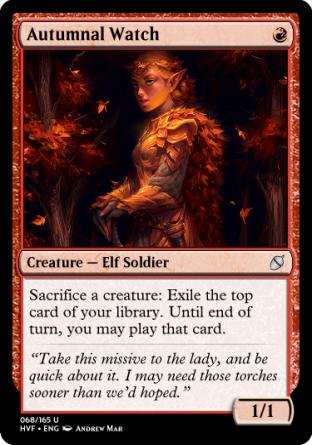 Autumnal Watch
Creature — Elf Soldier
Sacrifice a creature: Exile the top
card of your library. Until end of
turn, you may play that card.
“Take this missive to the lady, and be
quick about it. I may need those torches
sooner than we’d hoped.”
1/1
068/165 U
HVF • ENG Andrew Mar